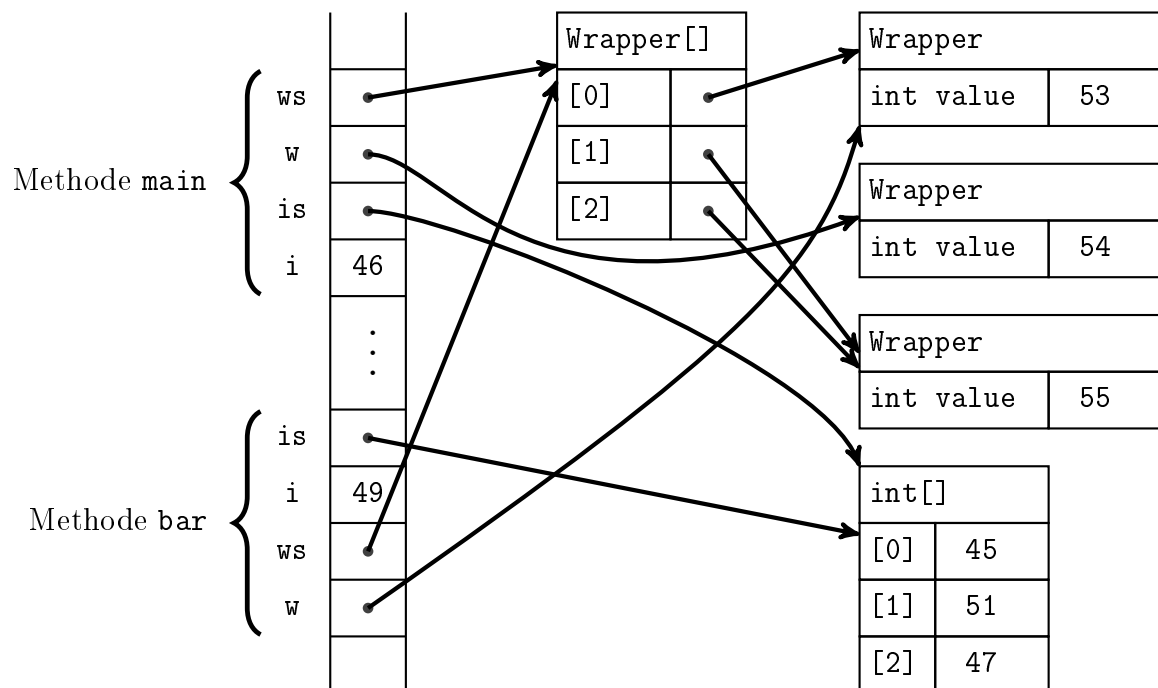 Wrapper[]
[0]
[1]
[2]
Wrapper
int value 53
Wrapper
int value 54
Wrapper
int value 55
int[]
[0] 45
[1] 51
[2] 47
Methode main
ws
w
is
i 46
Methode bar
is
i 49
ws
w